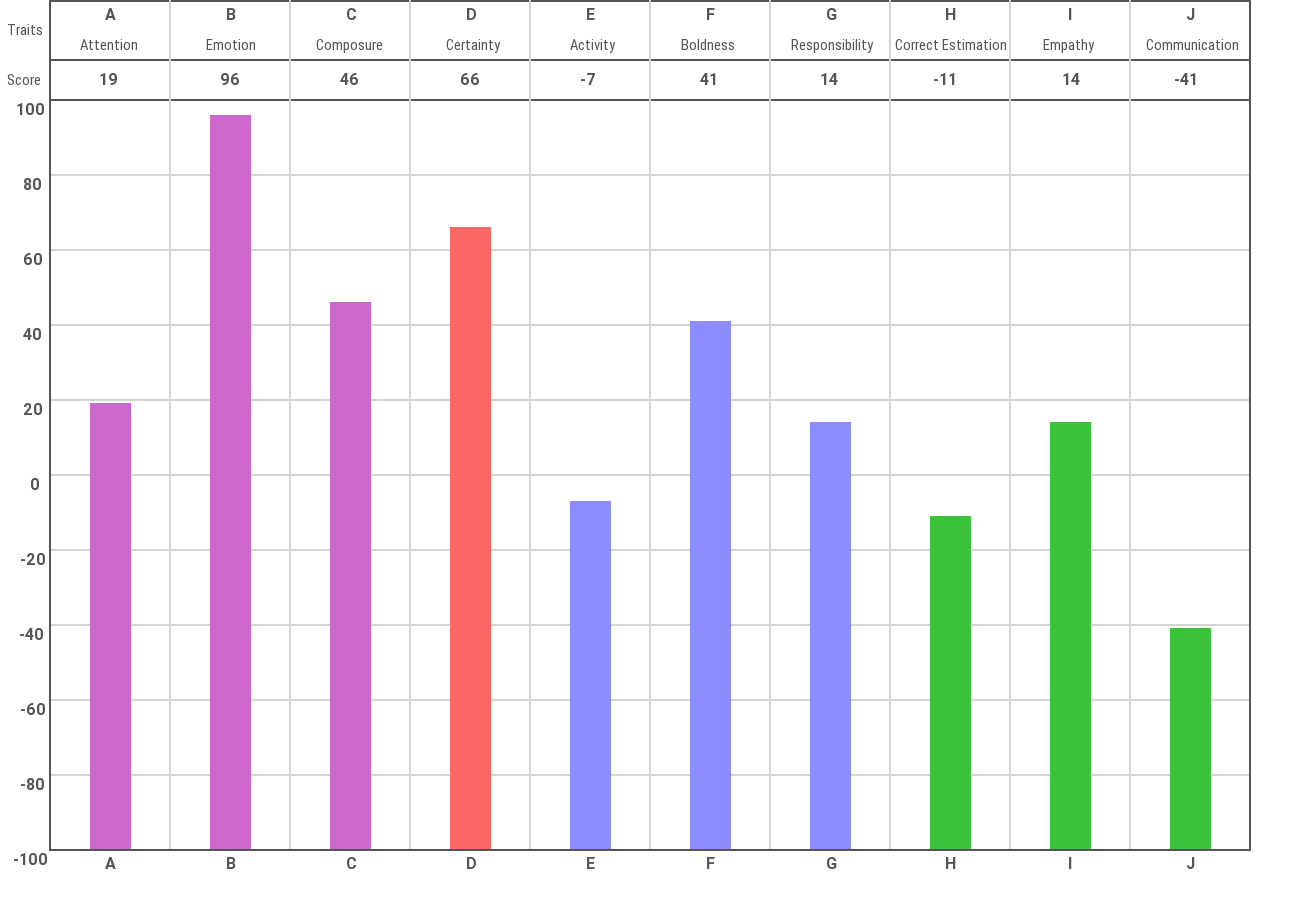 A B C D E F G H I J
Traits
Attention Emotion Composure Certainty Activity Boldness Responsibility Correct Estimation Empathy Communication
Score 19 96 46 66 -7 41 14 -11 14 -41
100
80
60
40
20
0
-20
-40
-60
-80
-100
A B C D E F G H I J